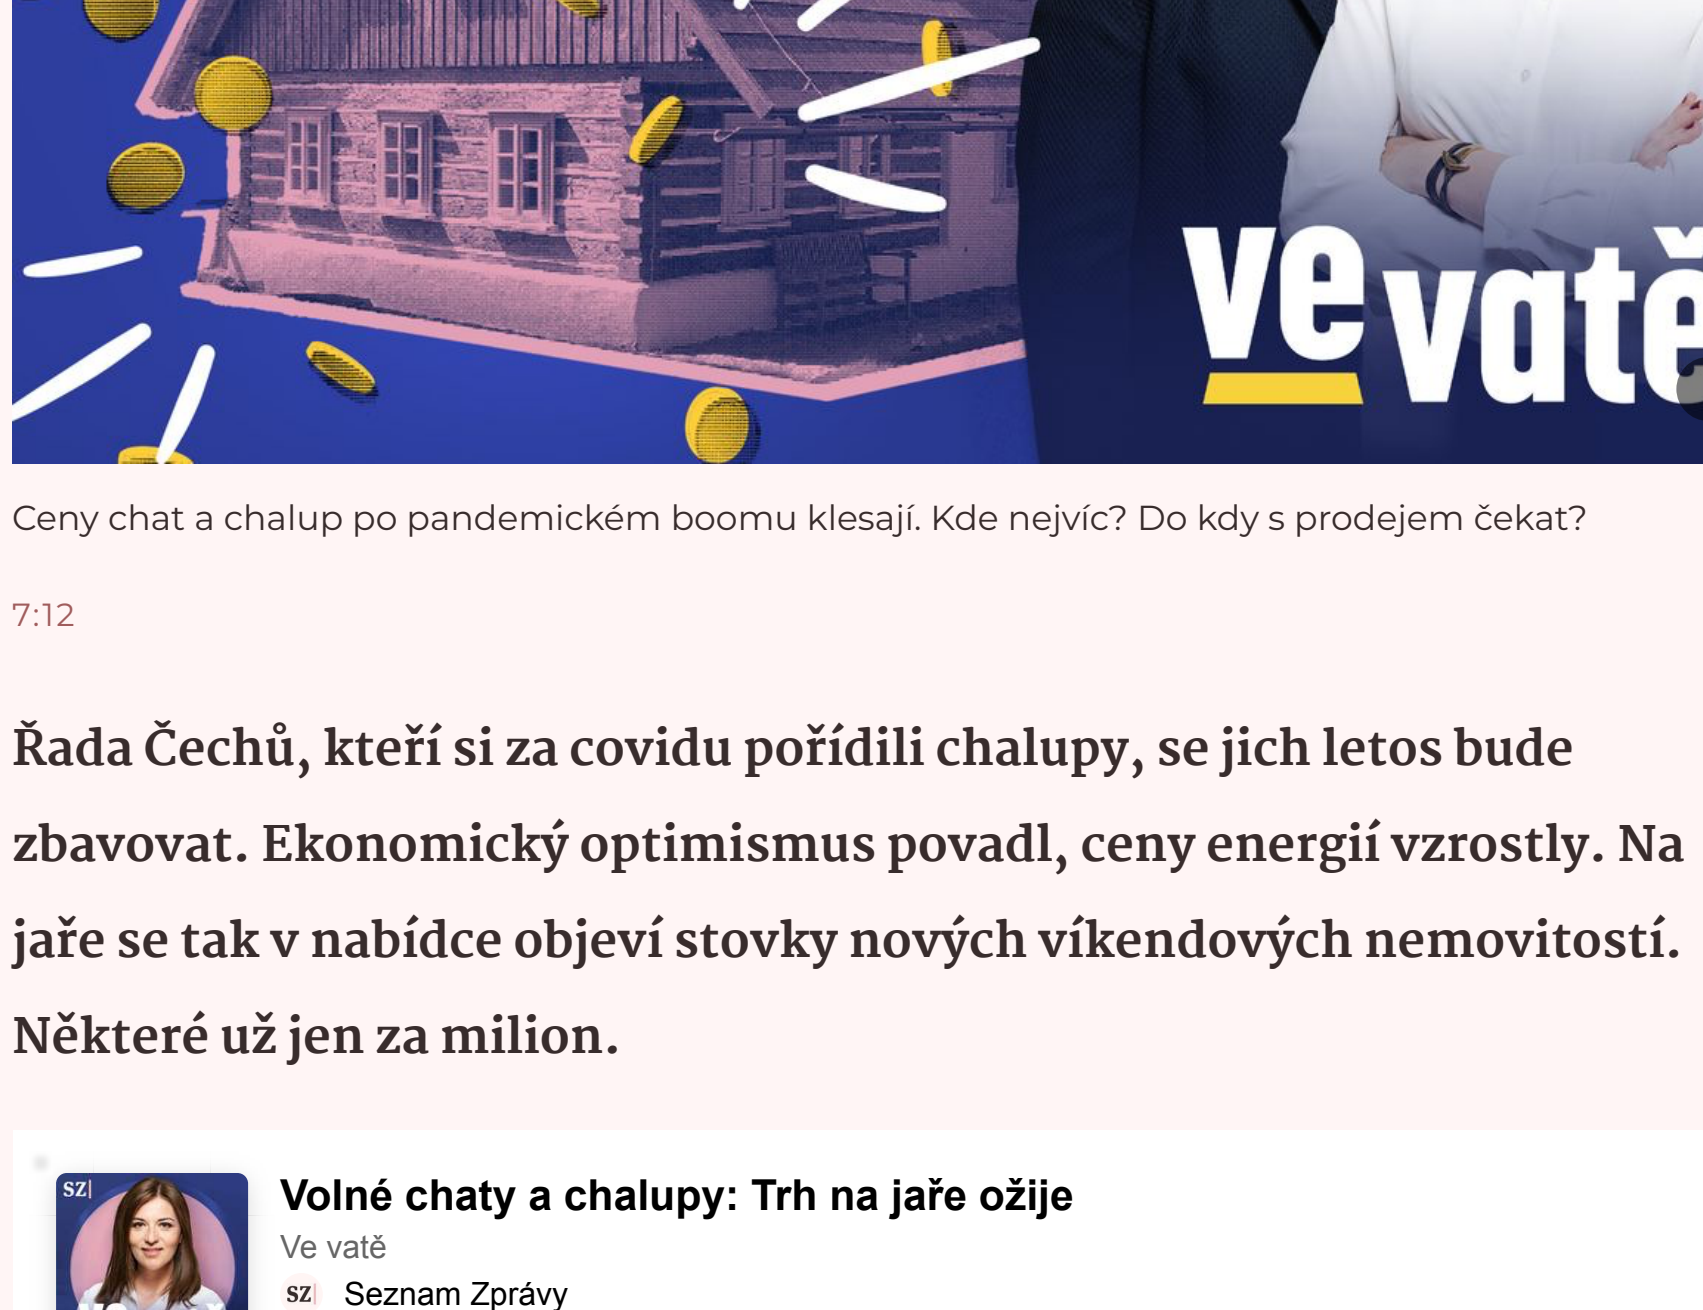 ve vatě
Ceny chat a chalup po pandemickém boomu klesají. Kde nejvíc? Do kdy s prodejem čekat?
7:12
Řada Čechů, kteří si za covidu pořídili chalupy, se jich letos bude
zbavovat. Ekonomický optimismus povadl, ceny energií vzrostly. Na
jaře se tak v nabídce objeví stovky nových víkendových nemovitostí.
Některé už jen za milion.
SZ
Volné chaty a chalupy: Trh na jaře ožije
Ve vatě
SZ Seznam Zprávy